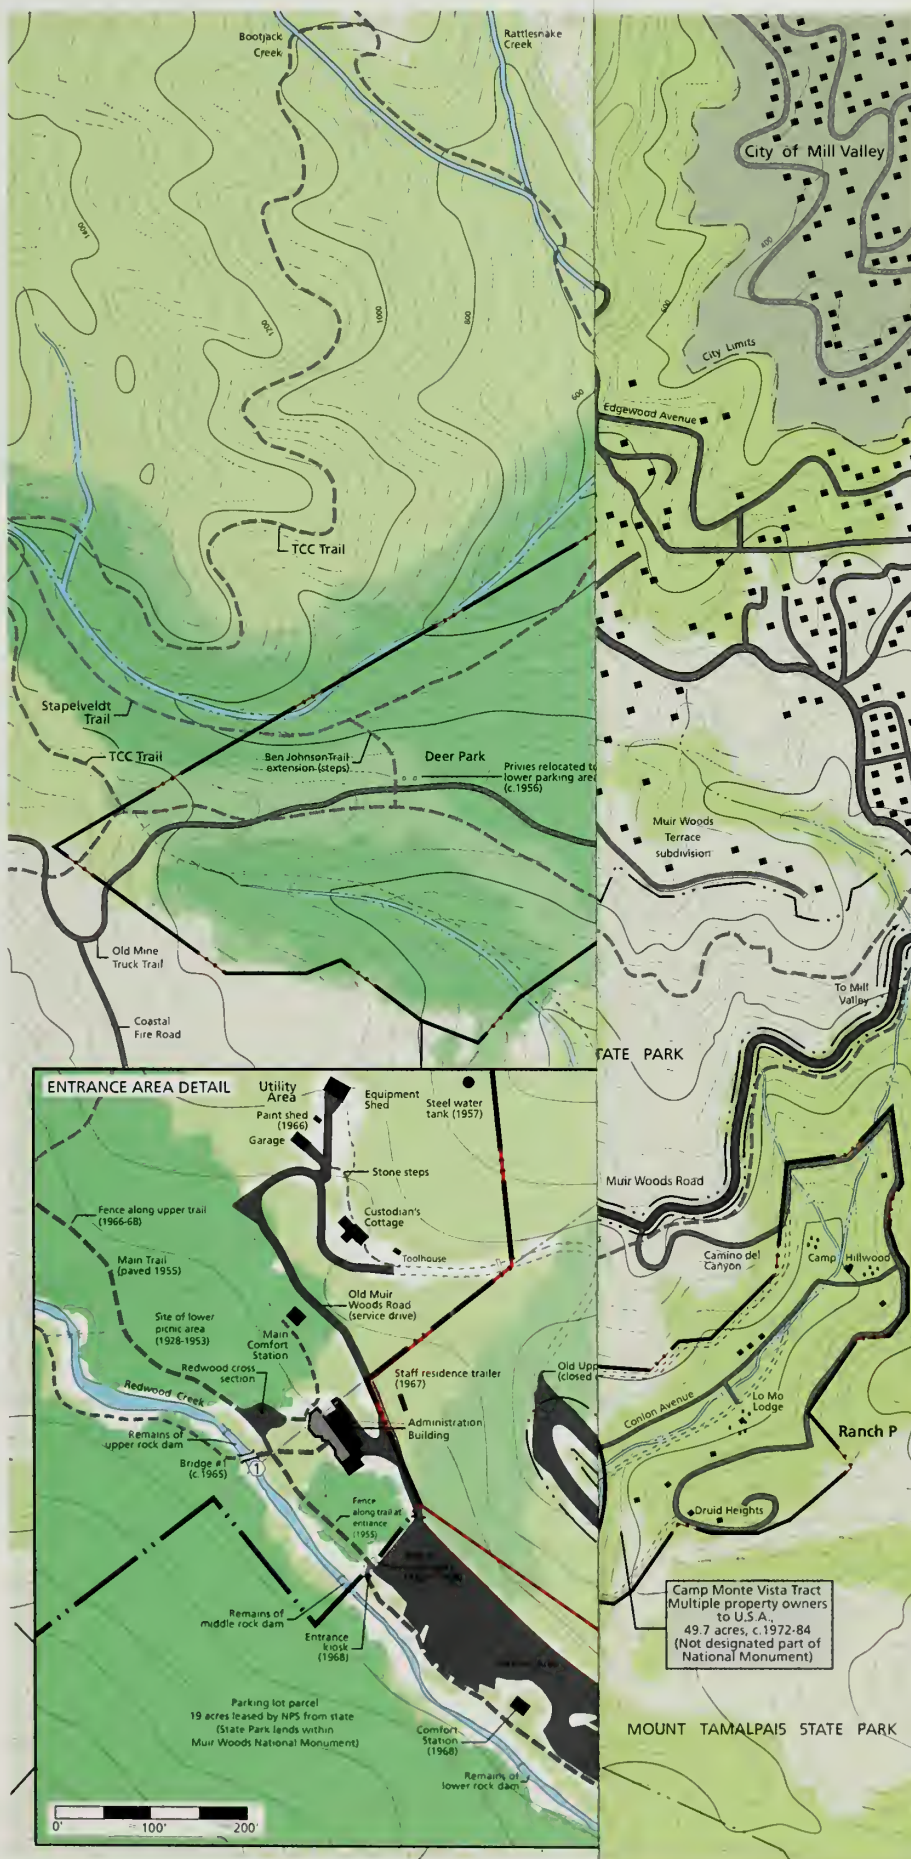 Bootjack
Creek
Rattlesnake
Creek
City of Mill Valley
1400
1200
1000
800
600
400
600
City Limits
Edgewood Avenue
TCC Trail
Stapelveldt
Trail
TCC Trail
Ben Johnson Trail
extension (steps)
Deer Park
Privies relocated to
lower parking area
(c.1956)
Muir Woods
Terrace
subdivision
Old Mine
Truck Trail
Coastal
Fire Road
To Mill
Valley
TATE PARK
Muir Woods Road
Camino del
Canyon
Camp Hillwood
Conlon Avenue
Lo Mo
Lodge
Ranch P
Druid Heights
Camp Monte Vista Tract
Multiple property owners
to U.S.A.,
49.7 acres, c.1972-84
(Not designated part of
National Monument)
MOUNT TAMALPAIS STATE PARK
ENTRANCE AREA DETAIL
Utility
Area
Equipment
Shed
Steel water
tank (1957)
Paint shed
(1966)
Garage
Stone steps
Fence along upper trail
(1966-68)
Custodian's
Cottage
Main Trail
(paved 1955)
Toolhouse
Old Muir
Woods Road
(service drive)
Site of lower
picnic area
(1928-1953)
Main
Comfort
Station
Redwood cross
section
Staff residence trailer
(1967)
Old Upp
(closed
Redwood Creek
Administration
Building
Remains of
upper rock dam
Bridge #1
(c.1965)
1
Fence
along trail at
entrance
(1955)
Remains of
middle rock dam
Entrance
kiosk
(1968)
Parking lot parcel
19 acres leased by NPS from state
(State Park lands within
Muir Woods National Monument)
Comfort
Station
(1968)
Remains of
lower rock dam
0' 100' 200'